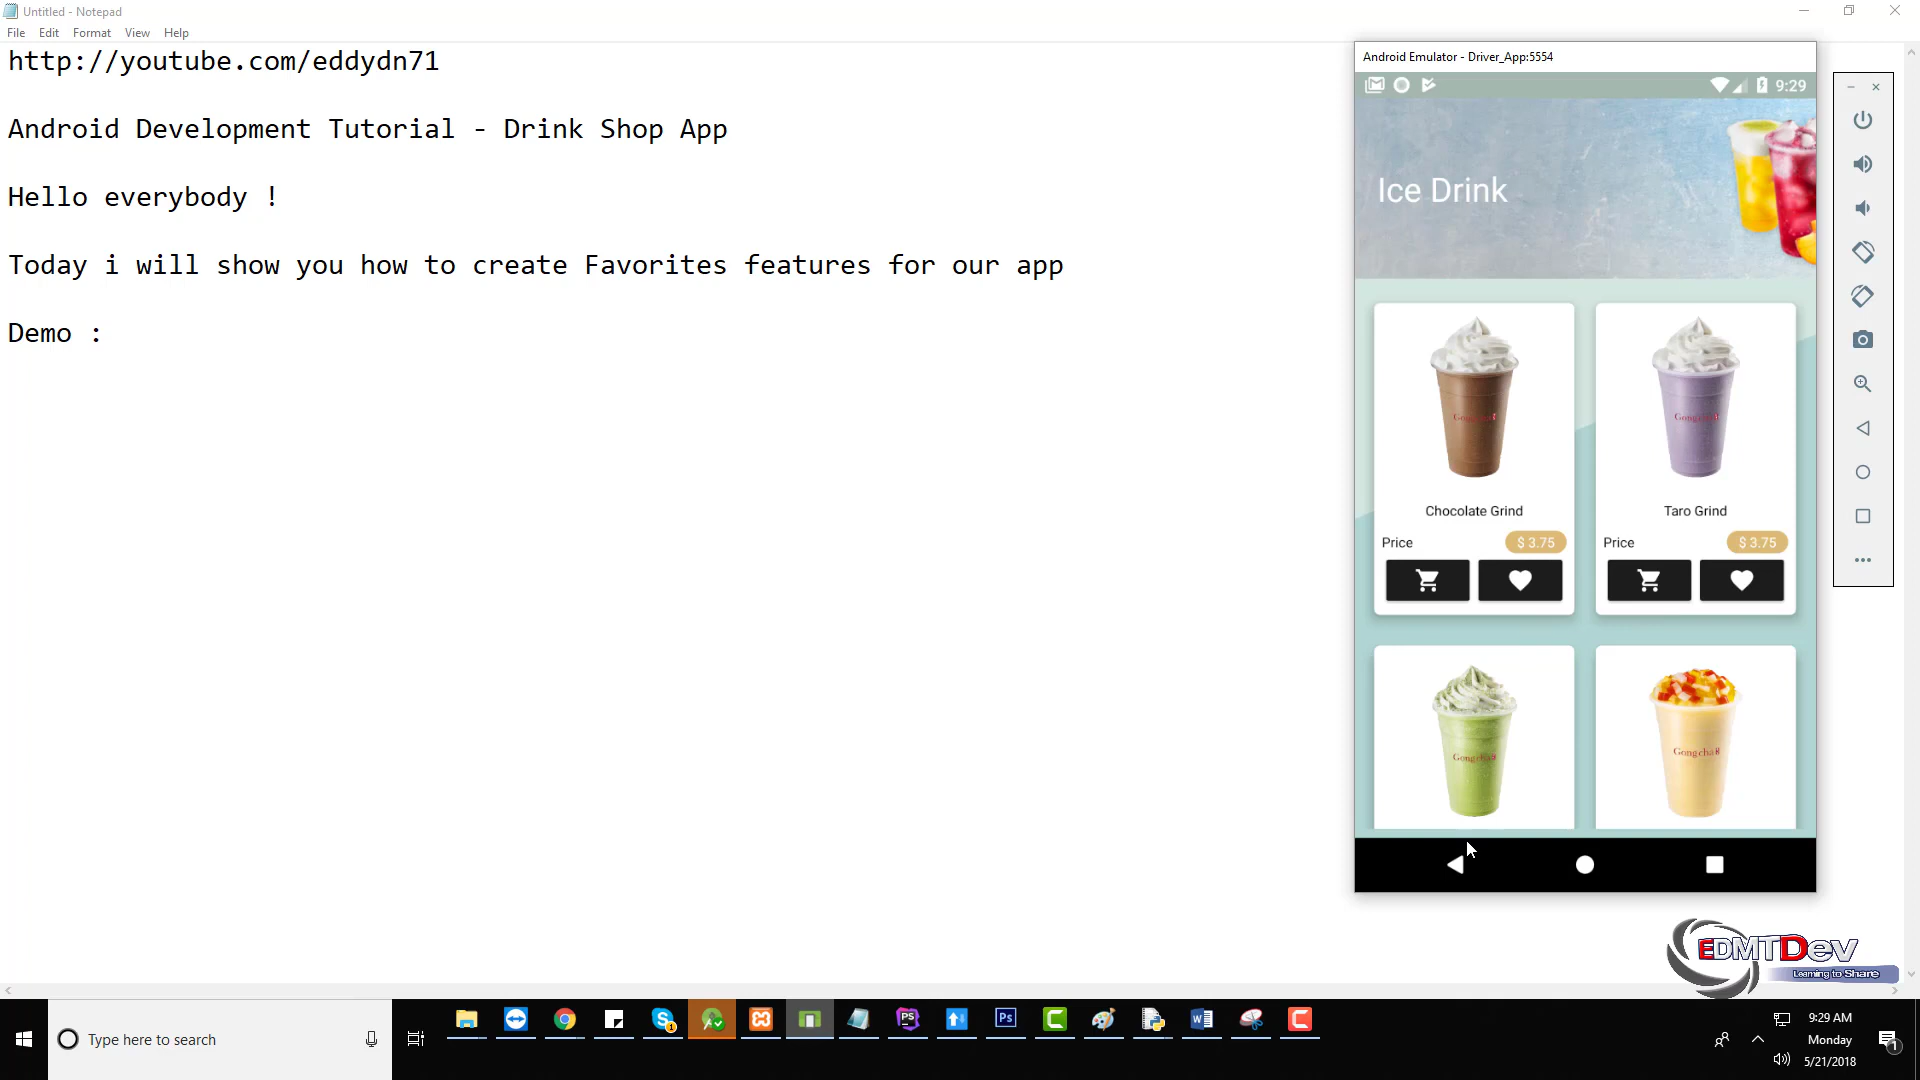 Untitled - Notepad
File Edit Format View Help
http://youtube.com/eddydn71
Android Development Tutorial - Drink Shop App
Hello everybody !
Today i will show you how to create Favorites features for our app
Demo :
Android Emulator - Driver_App:5554
9:29
Ice Drink
Chocolate Grind
Price $ 3.75
Taro Grind
Price $ 3.75
EDMTDev
Learning to Share
Type here to search
9:29 AM
Monday
5/21/2018